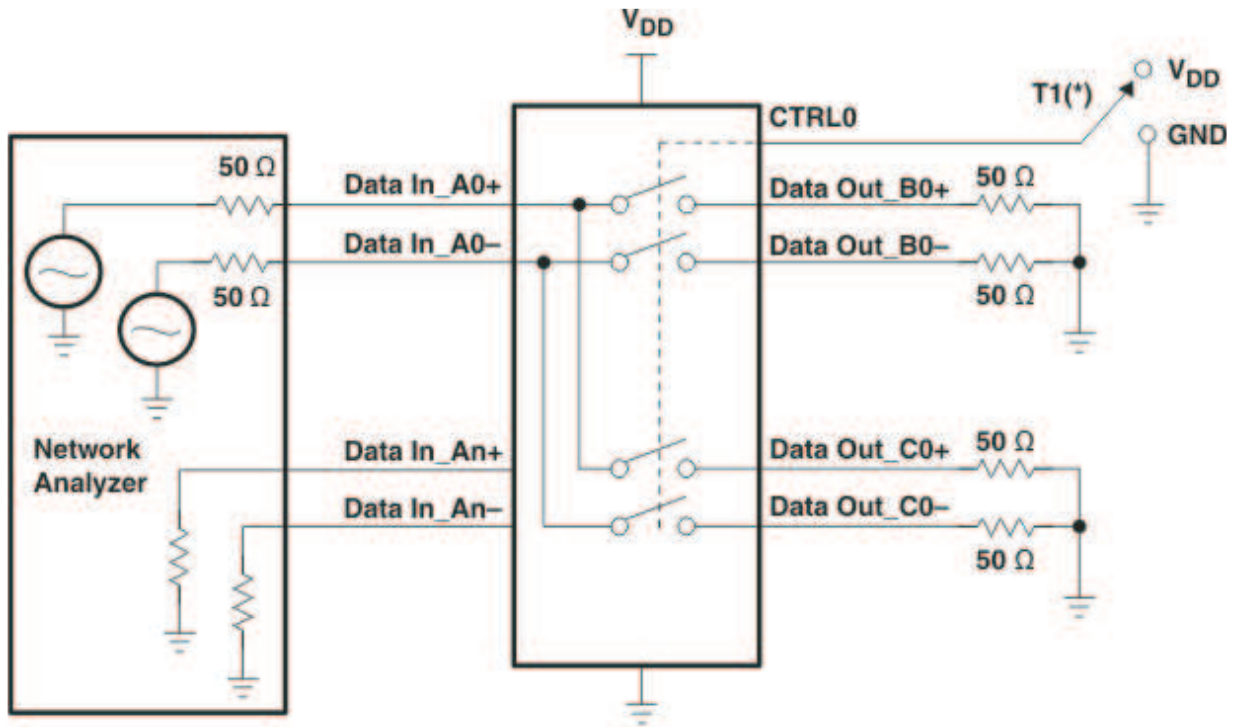 VDD
T1(*)
VDD
CTRL0
GND
50 Ω
Data In_A0+
Data Out_B0+
50 Ω
Data In_A0–
Data Out_B0–
50 Ω
50 Ω
Network
Analyzer
Data In_An+
Data Out_C0+
50 Ω
Data In_An–
Data Out_C0–
50 Ω